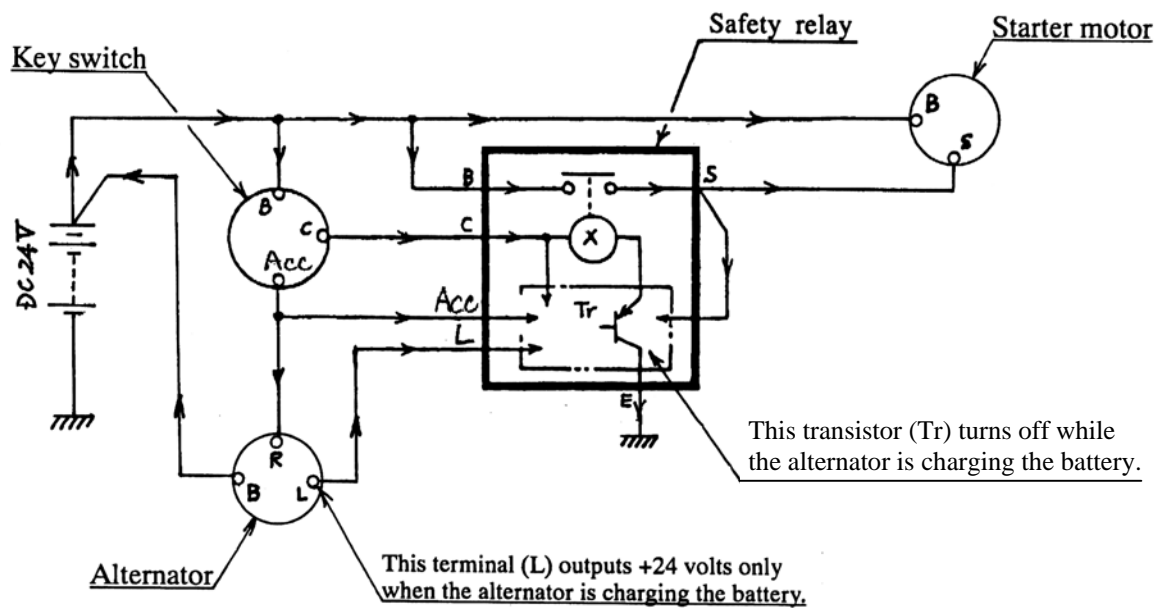 Safety relay
Starter motor
Key switch
B
S
B
B
S
C
C
X
Acc
DC 24V
Acc
Tr
L
E
R
B
L
This transistor (Tr) turns off while
the alternator is charging the battery.
Alternator
This terminal (L) outputs +24 volts only
when the alternator is charging the battery.